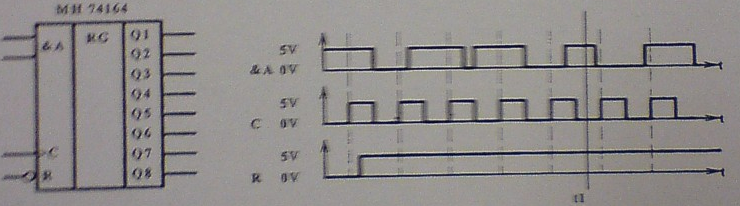 MH 74164
&A RG Q1
Q2
Q3
Q4
Q5
Q6
C Q7
R Q8
5V
&A 0V t
5V
C 0V t
5V
R 0V t
t1